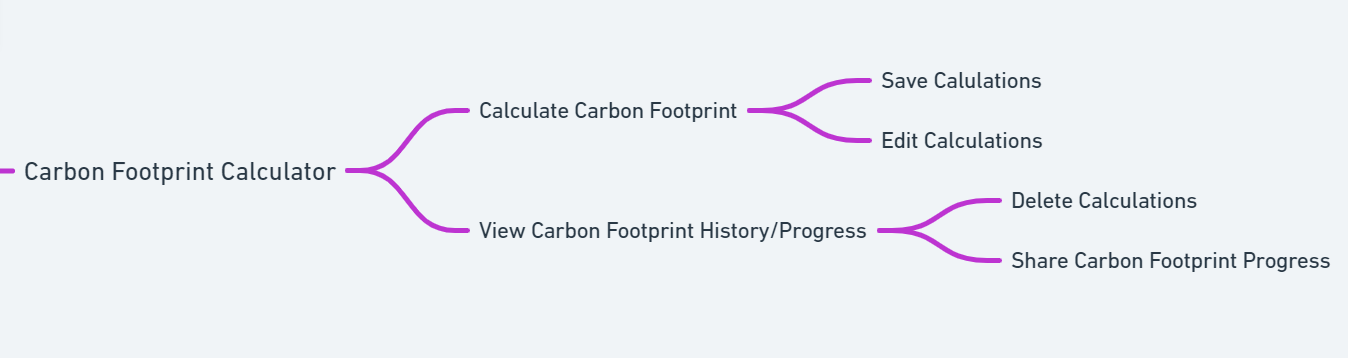 Save Calulations
Calculate Carbon Footprint
Edit Calculations
Carbon Footprint Calculator
Delete Calculations
View Carbon Footprint History/Progress
Share Carbon Footprint Progress